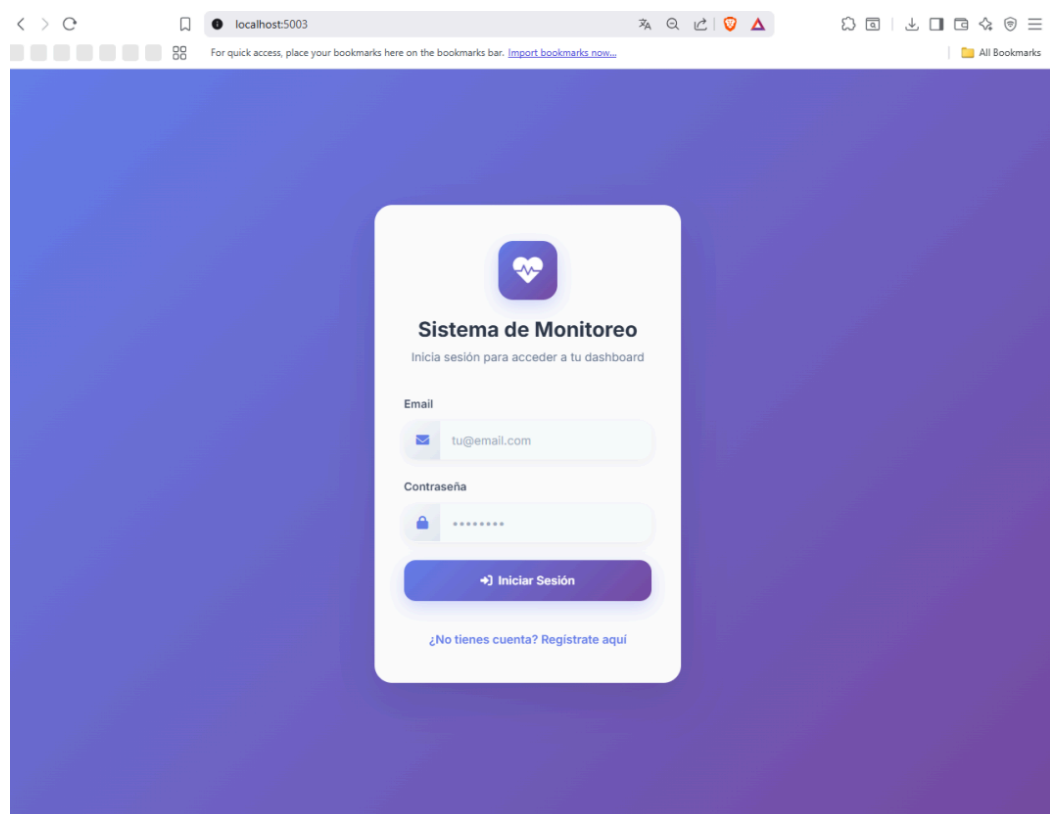 localhost:5003
For quick access, place your bookmarks here on the bookmarks bar. Import bookmarks now...
All Bookmarks
Sistema de Monitoreo
Inicia sesión para acceder a tu dashboard
Email
tu@email.com
Contraseña
••••••••
Iniciar Sesión
¿No tienes cuenta? Regístrate aquí